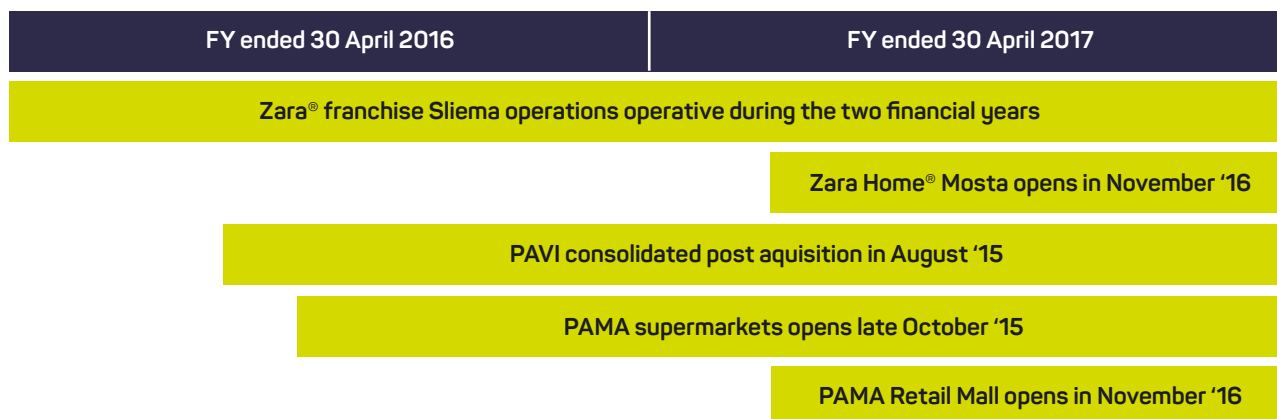 FY ended 30 April 2016
FY ended 30 April 2017
Zara® franchise Sliema operations operative during the two financial years
Zara Home® Mosta opens in November ‘16
PAVI consolidated post aquisition in August ‘15
PAMA supermarkets opens late October ‘15
PAMA Retail Mall opens in November ‘16